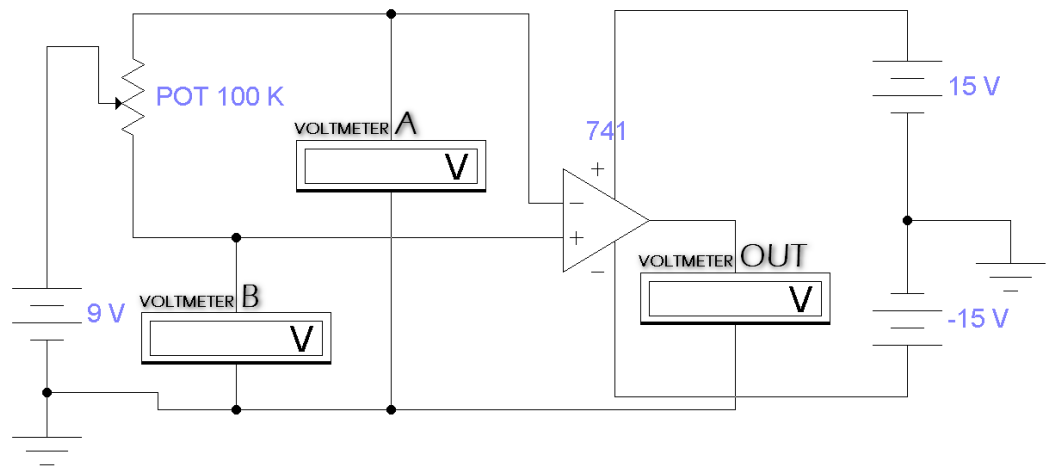 POT 100 K
VOLTMETER A
V
741
15 V
+
−
+
−
VOLTMETER OUT
V
VOLTMETER B
V
9 V
-15 V